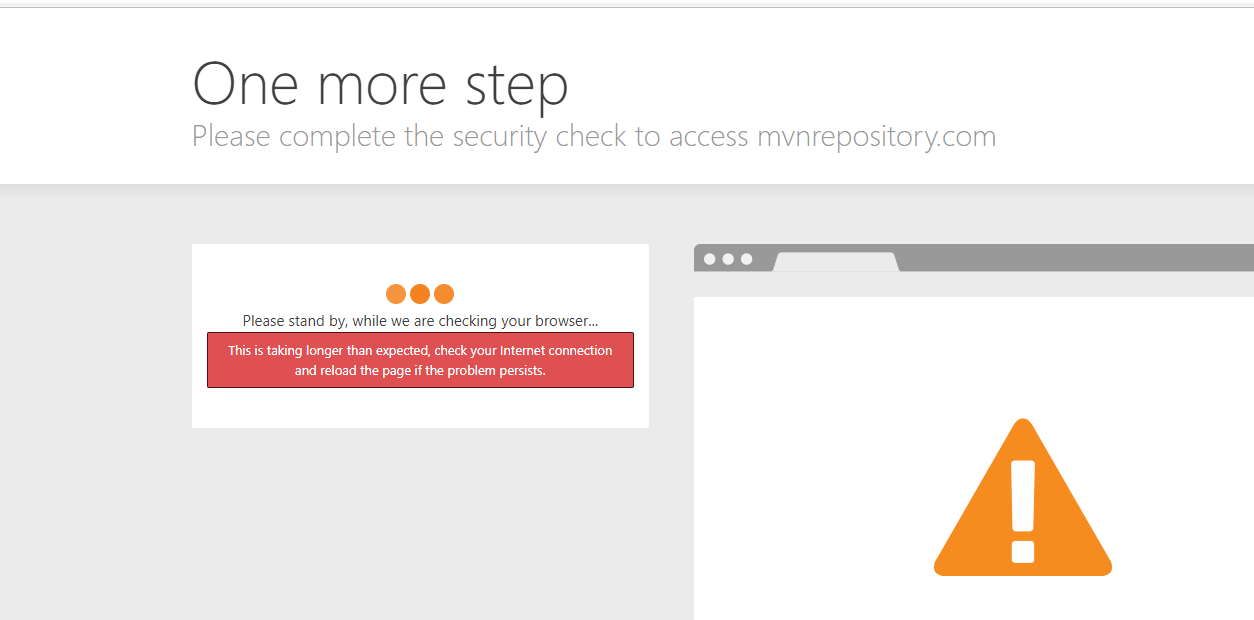 One more step
Please complete the security check to access mvnrepository.com
Please stand by, while we are checking your browser...
This is taking longer than expected, check your Internet connection
and reload the page if the problem persists.